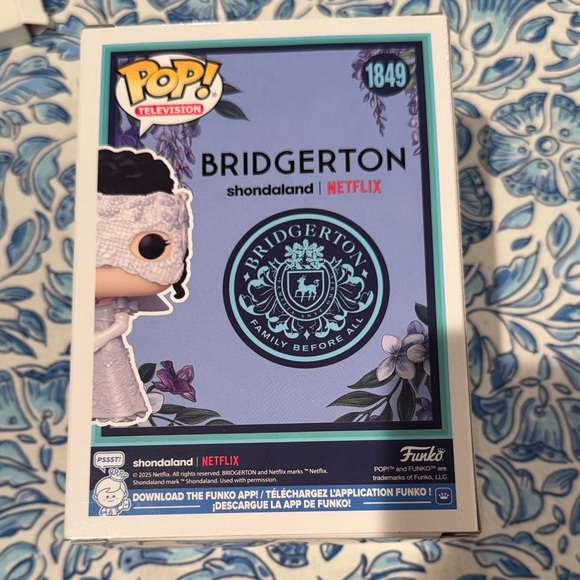 POP!
TELEVISION
1849
BRIDGERTON
shondaland | NETFLIX
BRIDGERTON
FAMILY BEFORE ALL
PSSST!
shondaland | NETFLIX
© 2025 Netflix. All rights reserved. BRIDGERTON and Netflix marks ™ Netflix.
Shondaland mark ™ Shondaland. Used with permission.
Funko
POP!™ and FUNKO™ are
trademarks of Funko, LLC
DOWNLOAD THE FUNKO APP! / TÉLÉCHARGEZ L'APPLICATION FUNKO !
¡DESCARGUE LA APP DE FUNKO!